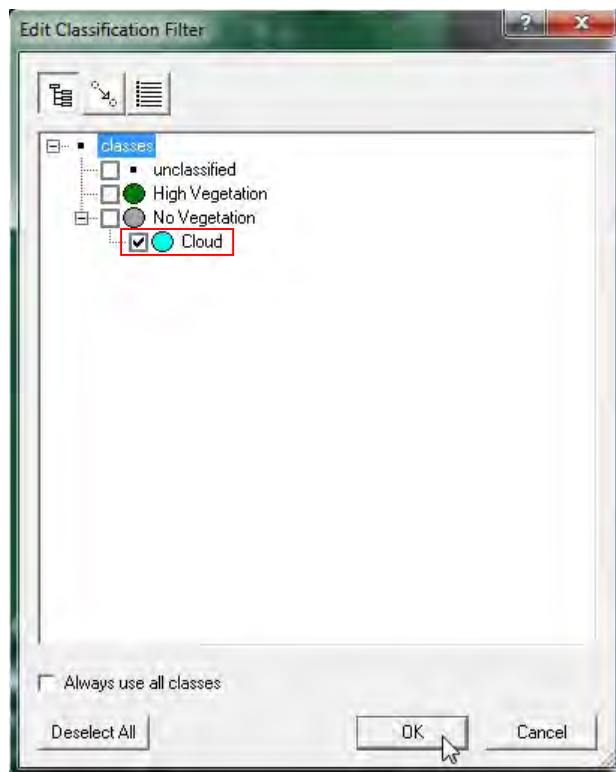 Edit Classification Filter
classes
unclassified
High Vegetation
No Vegetation
Cloud
Always use all classes
Deselect All OK Cancel